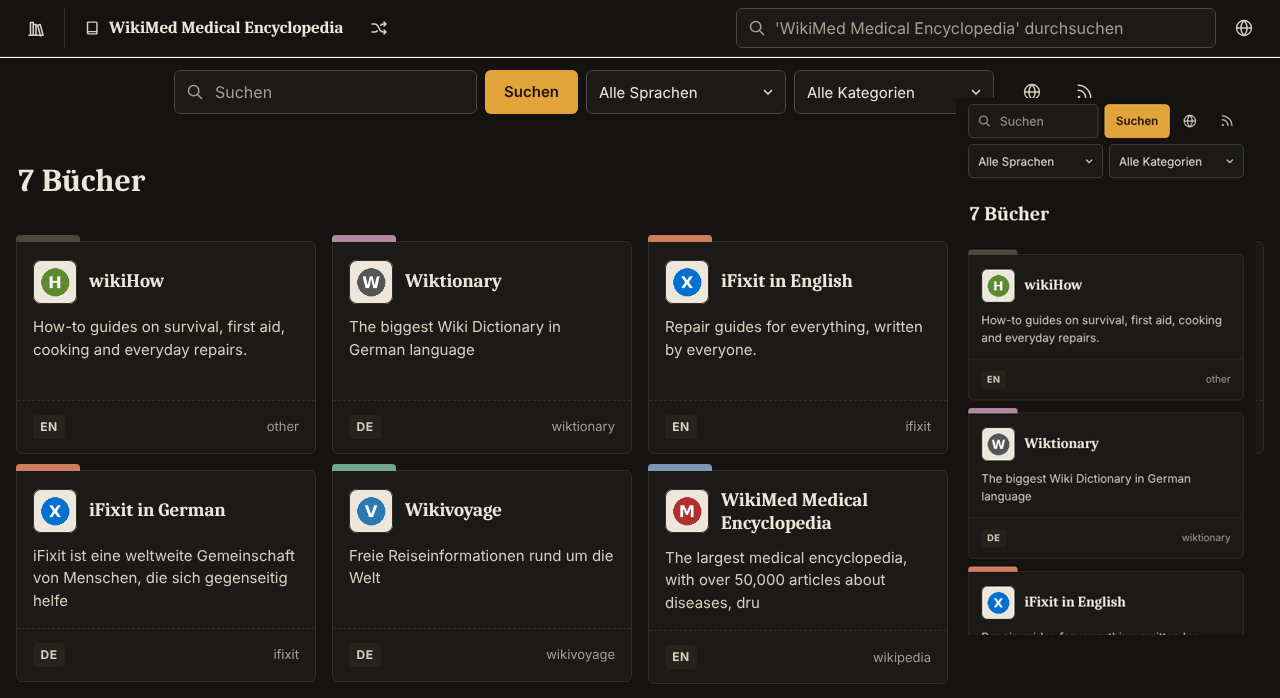 WikiMed Medical Encyclopedia
'WikiMed Medical Encyclopedia' durchsuchen
Suchen
Suchen
Alle Sprachen
Alle Kategorien
7 Bücher
H
wikiHow
How-to guides on survival, first aid,
cooking and everyday repairs.
EN
other
W
Wiktionary
The biggest Wiki Dictionary in
German language
DE
wiktionary
X
iFixit in English
Repair guides for everything, written
by everyone.
EN
ifixit
X
iFixit in German
iFixit ist eine weltweite Gemeinschaft
von Menschen, die sich gegenseitig
helfe
DE
ifixit
V
Wikivoyage
Freie Reiseinformationen rund um die
Welt
DE
wikivoyage
M
WikiMed Medical
Encyclopedia
The largest medical encyclopedia,
with over 50,000 articles about
diseases, dru
EN
wikipedia
Suchen
Suchen
Alle Sprachen
Alle Kategorien
7 Bücher
H
wikiHow
How-to guides on survival, first aid, cooking
and everyday repairs.
EN
other
W
Wiktionary
The biggest Wiki Dictionary in German
language
DE
wiktionary
X
iFixit in English